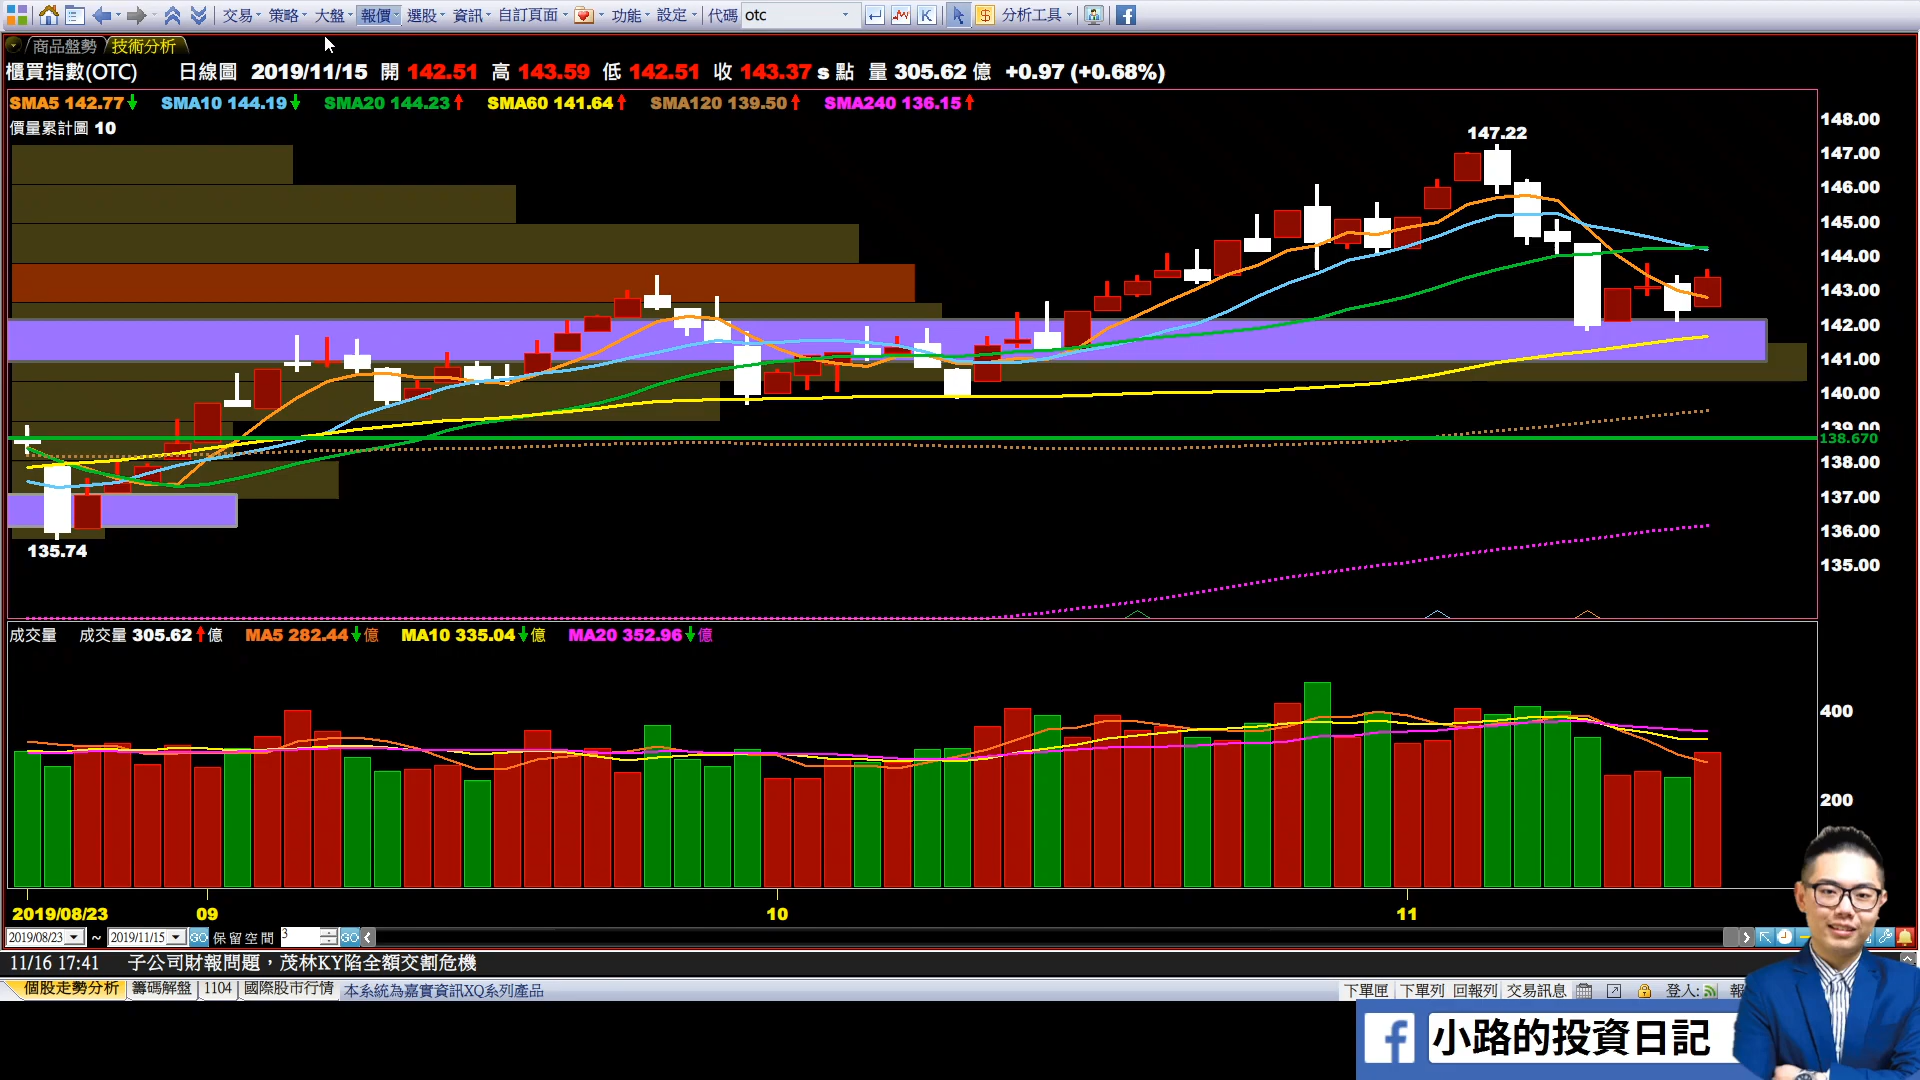 交易 策略 大盤 報價 選股 資訊 自訂頁面 功能 設定 代碼 otc K $ 分析工具
商品盤勢 技術分析
櫃買指數(OTC) 日線圖 2019/11/15 開 142.51 高 143.59 低 142.51 收 143.37 s 點 量 305.62 億 +0.97 (+0.68%)
SMA5 142.77 SMA10 144.19 SMA20 144.23 SMA60 141.64 SMA120 139.50 SMA240 136.15
價量累計圖 10
147.22
148.00
147.00
146.00
145.00
144.00
143.00
142.00
141.00
140.00
139.00
138.670
138.00
137.00
136.00
135.00
135.74
成交量 成交量 305.62 億 MA5 282.44 億 MA10 335.04 億 MA20 352.96 億
400
200
2019/08/23 09 10 11
2019/08/23 ~ 2019/11/15 GO 保留空間 3 GO
11/16 17:41 子公司財報問題,茂林KY陷全額交割危機
個股走勢分析 籌碼解盤 1104 國際股市行情 本系統為嘉實資訊XQ系列產品 下單匣 下單列 回報列 交易訊息 登入: 報
小路的投資日記